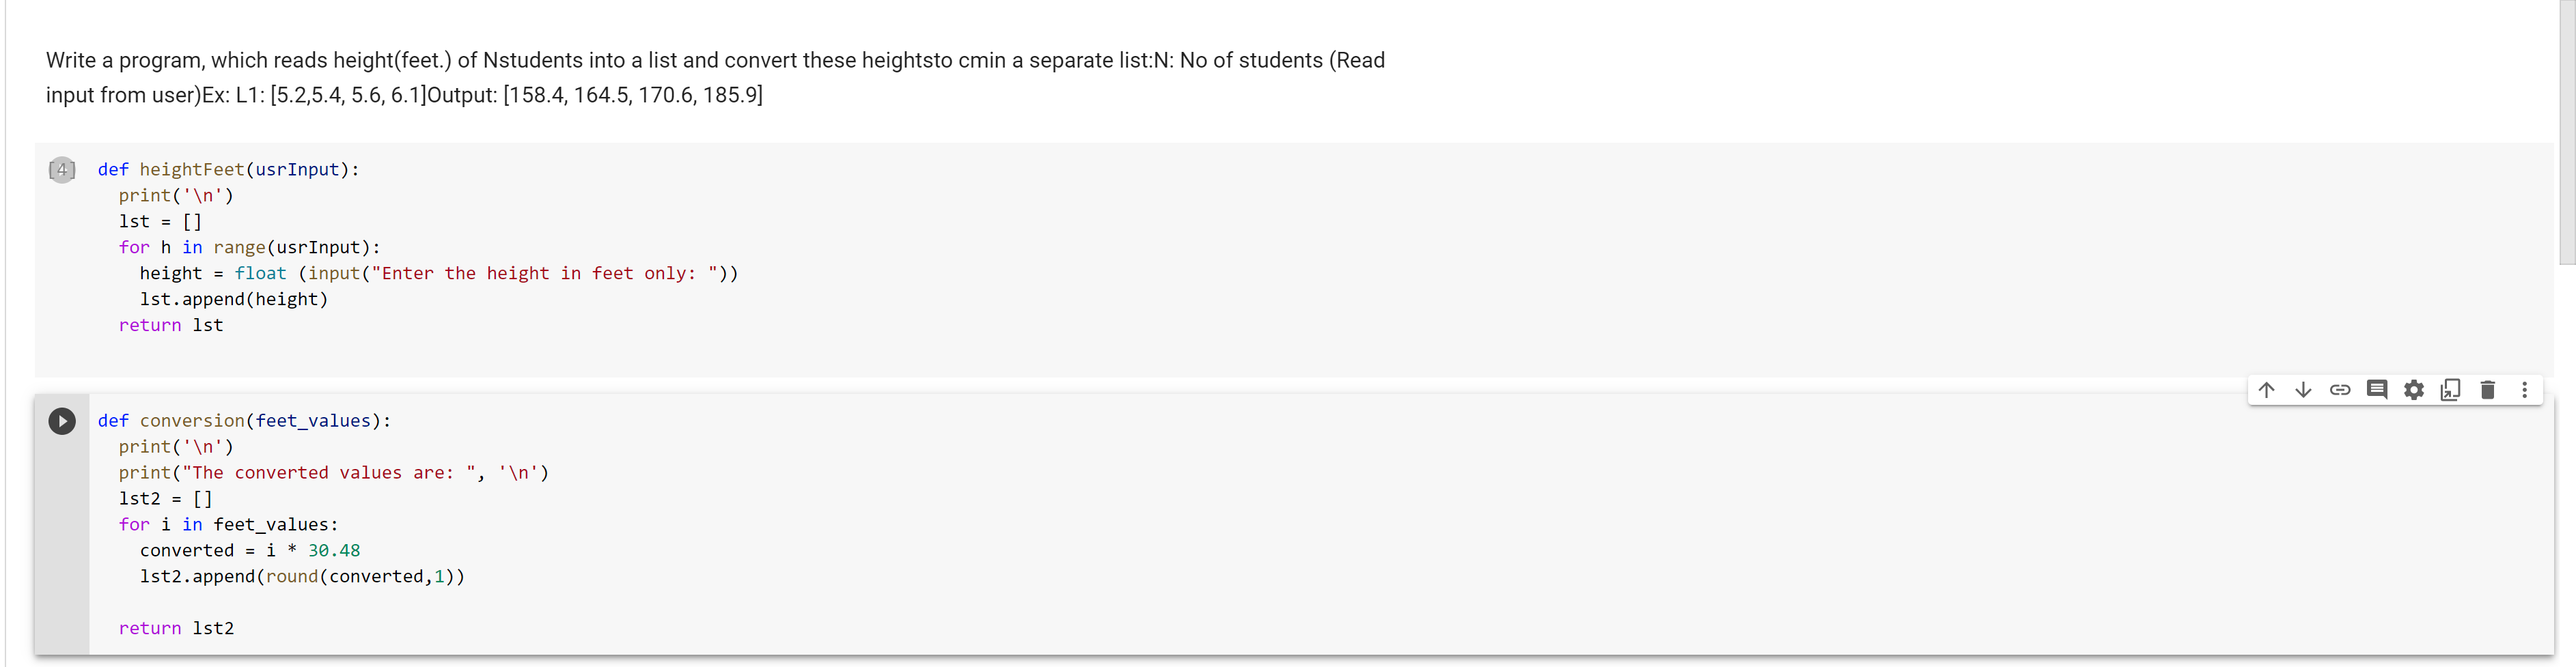 Write a program, which reads height(feet.) of Nstudents into a list and convert these heightsto cmin a separate list:N: No of students (Read
input from user)Ex: L1: [5.2,5.4, 5.6, 6.1]Output: [158.4, 164.5, 170.6, 185.9]
[4] def heightFeet(usrInput):
  print('\n')
  lst = []
  for h in range(usrInput):
    height = float (input("Enter the height in feet only: "))
    lst.append(height)
  return lst
def conversion(feet_values):
  print('\n')
  print("The converted values are: ", '\n')
  lst2 = []
  for i in feet_values:
    converted = i * 30.48
    lst2.append(round(converted,1))
  return lst2